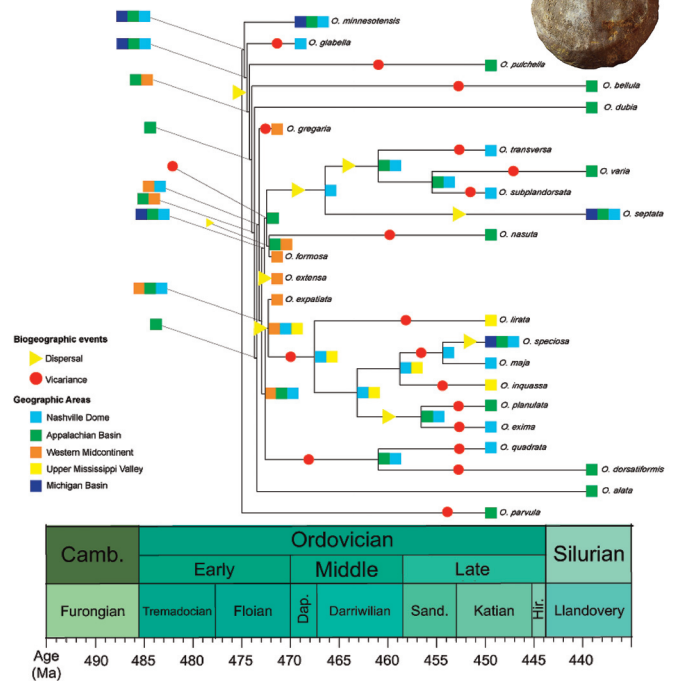 O. minnesotensis
O. glabella
O. pulchella
O. bellula
O. dubia
O. gregaria
O. transversa
O. varia
O. subplandorsata
O. septata
O. nasuta
O. formosa
O. extensa
O. expatiata
O. lirata
O. speciosa
O. maja
O. inquassa
O. planulata
O. exima
O. quadrata
O. dorsatiformis
O. alata
O. parvula
Biogeographic events
Dispersal
Vicariance
Geographic Areas
Nashville Dome
Appalachian Basin
Western Midcontinent
Upper Mississippi Valley
Michigan Basin
Camb.
Ordovician
Silurian
Early
Middle
Late
Furongian
Tremadocian
Floian
Dap.
Darriwilian
Sand.
Katian
Hir.
Llandovery
Age
(Ma)
490 485 480 475 470 465 460 455 450 445 440